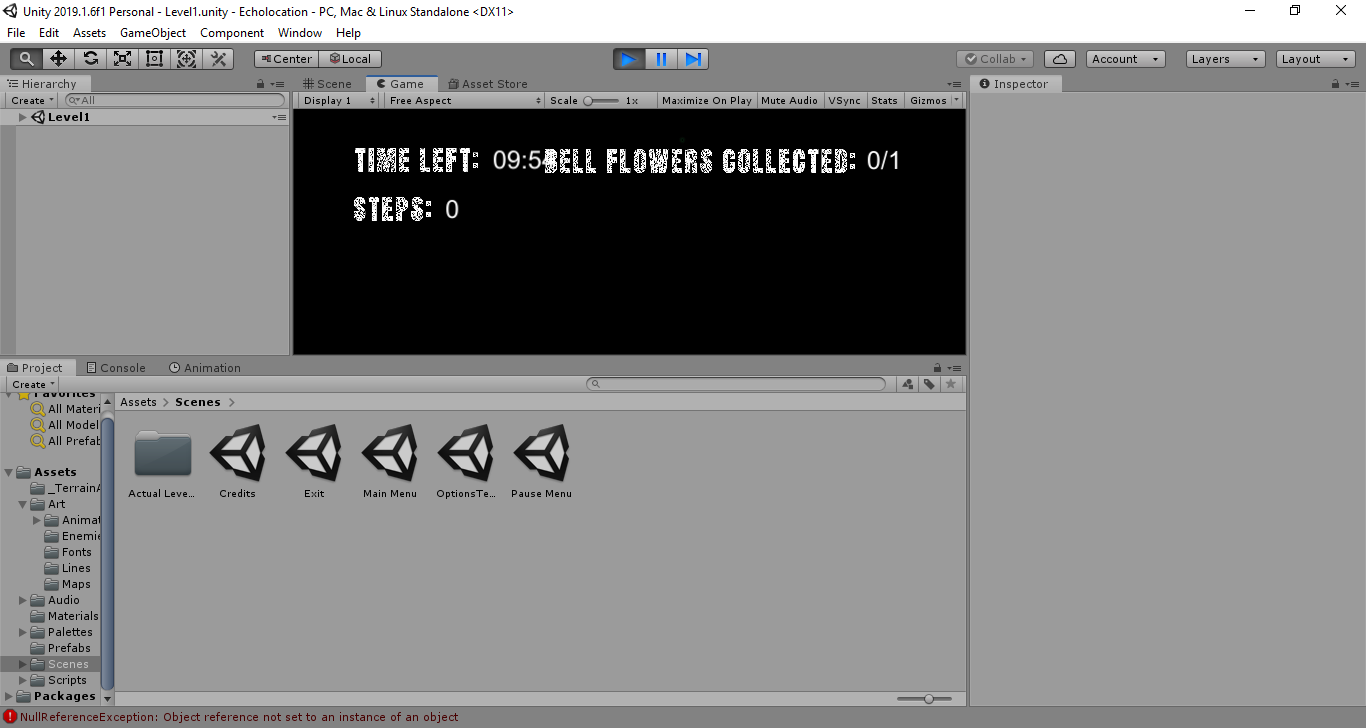 Unity 2019.1.6f1 Personal - Level1.unity - Echolocation - PC, Mac & Linux Standalone <DX11>
File Edit Assets GameObject Component Window Help
Center Local Collab Account Layers Layout
Hierarchy Scene Game Asset Store Inspector
Create All Display 1 Free Aspect Scale 1x Maximize On Play Mute Audio VSync Stats Gizmos
Level1
TIME LEFT: 09:54 BELL FLOWERS COLLECTED: 0/1
STEPS: 0
Project Console Animation
Create
Favorites Assets Scenes
All Materi
All Model
All Prefab
Assets
_TerrainA
Art
Animat
Enemie
Fonts
Lines
Maps
Audio
Materials
Palettes
Prefabs
Scenes
Scripts
Packages
Actual Leve... Credits Exit Main Menu OptionsTe... Pause Menu
NullReferenceException: Object reference not set to an instance of an object